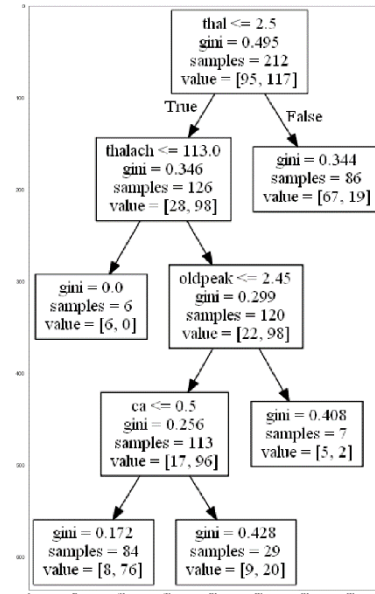 thal <= 2.5
gini = 0.495
samples = 212
value = [95, 117]
True
False
thalach <= 113.0
gini = 0.346
samples = 126
value = [28, 98]
gini = 0.344
samples = 86
value = [67, 19]
gini = 0.0
samples = 6
value = [6, 0]
oldpeak <= 2.45
gini = 0.299
samples = 120
value = [22, 98]
ca <= 0.5
gini = 0.256
samples = 113
value = [17, 96]
gini = 0.408
samples = 7
value = [5, 2]
gini = 0.172
samples = 84
value = [8, 76]
gini = 0.428
samples = 29
value = [9, 20]